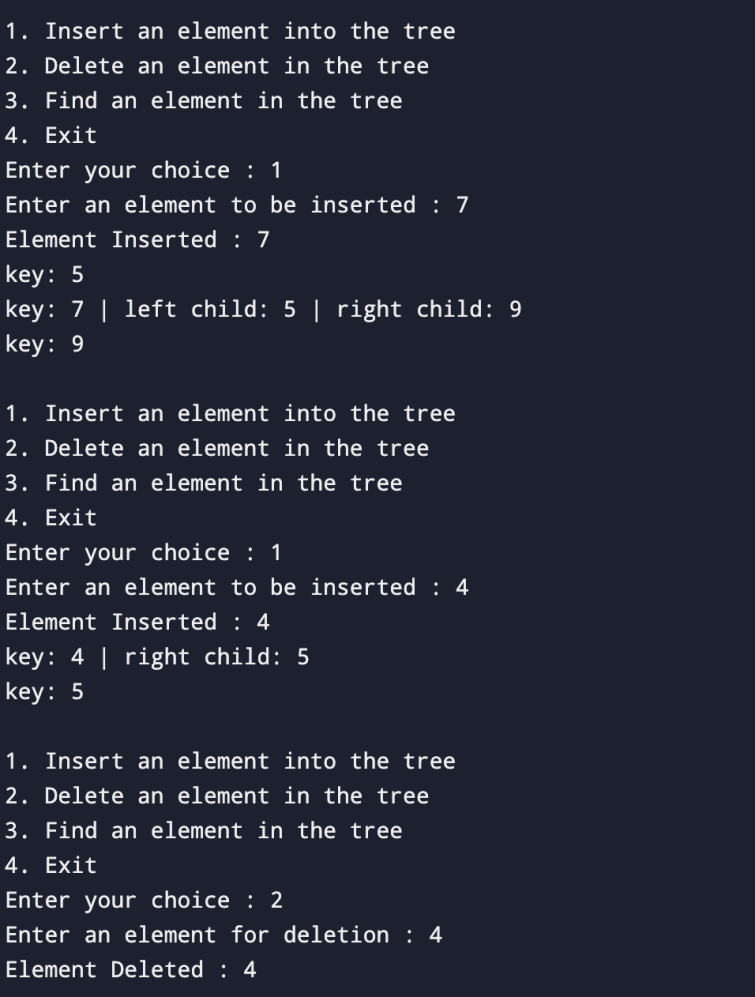 1. Insert an element into the tree
2. Delete an element in the tree
3. Find an element in the tree
4. Exit
Enter your choice : 1
Enter an element to be inserted : 7
Element Inserted : 7
key: 5
key: 7 | left child: 5 | right child: 9
key: 9
1. Insert an element into the tree
2. Delete an element in the tree
3. Find an element in the tree
4. Exit
Enter your choice : 1
Enter an element to be inserted : 4
Element Inserted : 4
key: 4 | right child: 5
key: 5
1. Insert an element into the tree
2. Delete an element in the tree
3. Find an element in the tree
4. Exit
Enter your choice : 2
Enter an element for deletion : 4
Element Deleted : 4